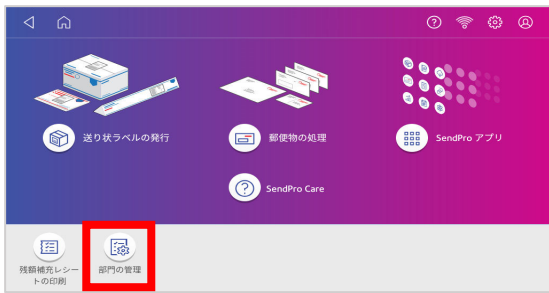 送り状ラベルの発行
郵便物の処理
SendPro アプリ
SendPro Care
残額補充レシー
トの印刷
部門の管理